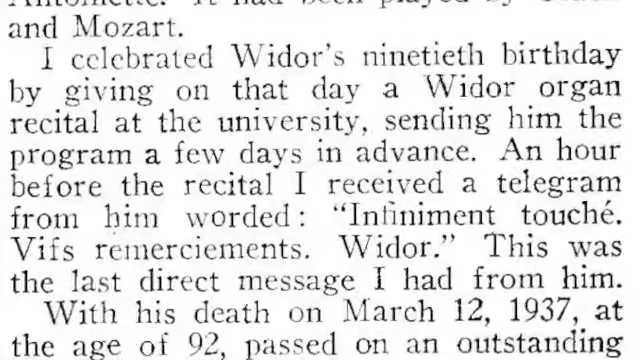 and Mozart.
I celebrated Widor's ninetieth birthday
by giving on that day a Widor organ
recital at the university, sending him the
program a few days in advance. An hour
before the recital I received a telegram
from him worded: "Infiniment touché.
Vifs remerciements. Widor." This was
the last direct message I had from him.
With his death on March 12, 1937, at
the age of 92, passed on an outstanding